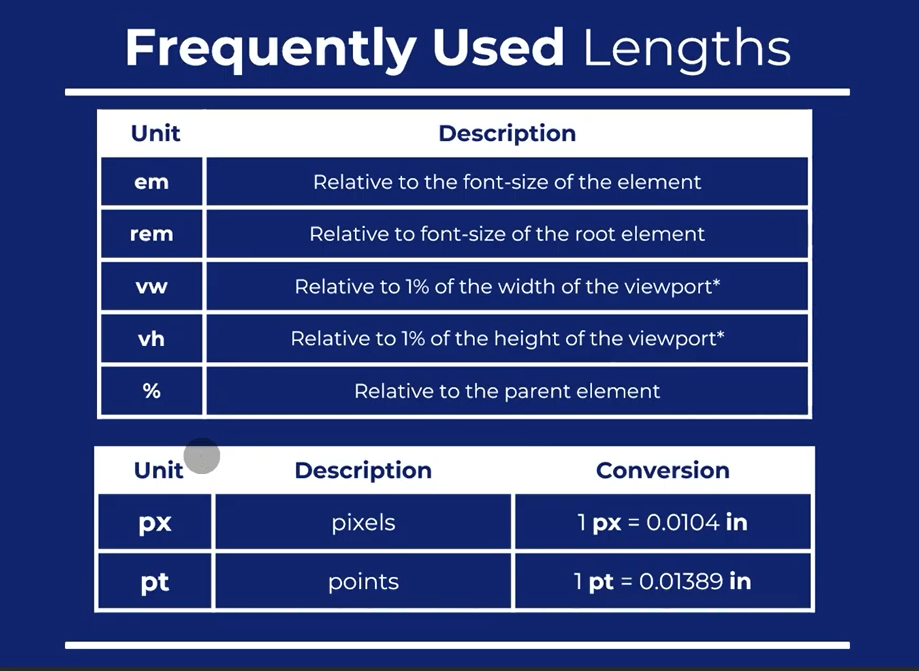 Frequently Used Lengths
Unit Description
em Relative to the font-size of the element
rem Relative to font-size of the root element
vw Relative to 1% of the width of the viewport*
vh Relative to 1% of the height of the viewport*
% Relative to the parent element
Unit Description Conversion
px pixels 1 px = 0.0104 in
pt points 1 pt = 0.01389 in